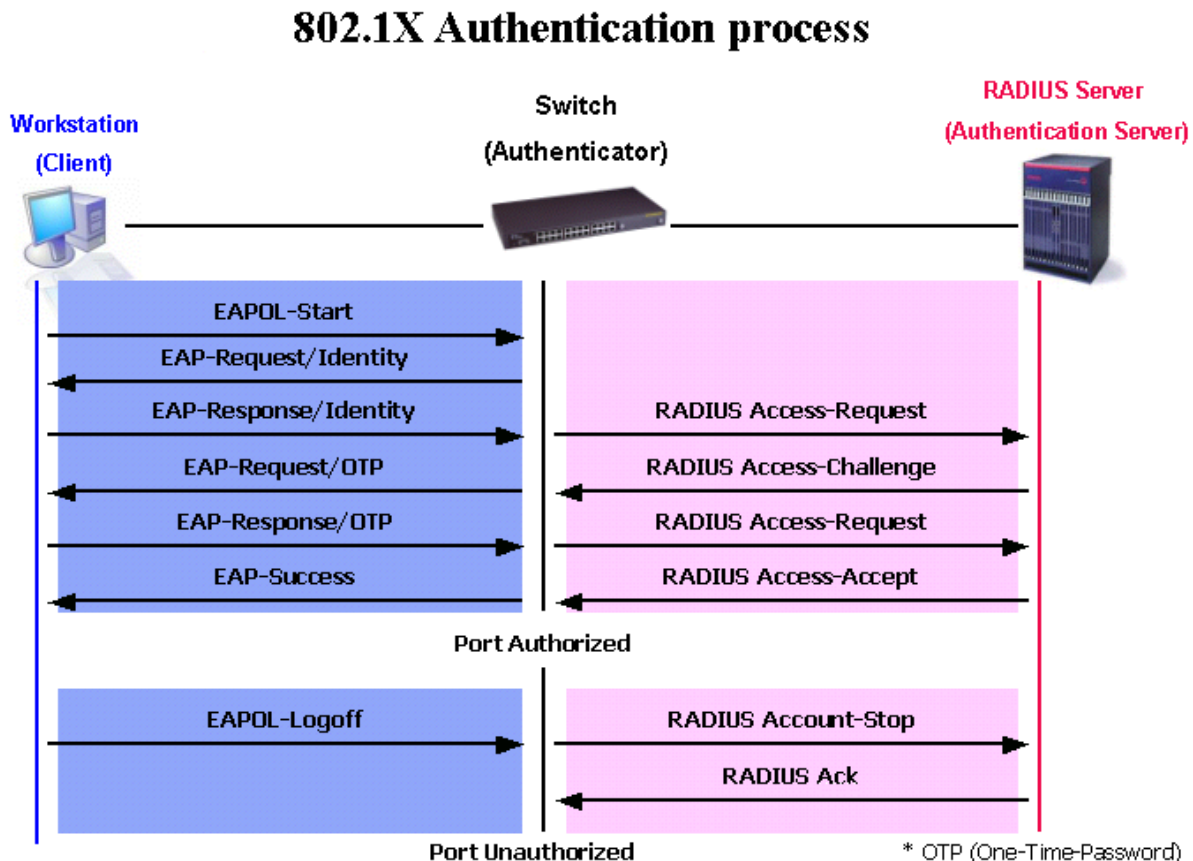 802.1X Authentication process
Workstation
(Client)
Switch
(Authenticator)
RADIUS Server
(Authentication Server)
EAPOL-Start
EAP-Request/Identity
EAP-Response/Identity
RADIUS Access-Request
EAP-Request/OTP
RADIUS Access-Challenge
EAP-Response/OTP
RADIUS Access-Request
EAP-Success
RADIUS Access-Accept
Port Authorized
EAPOL-Logoff
RADIUS Account-Stop
RADIUS Ack
Port Unauthorized
* OTP (One-Time-Password)